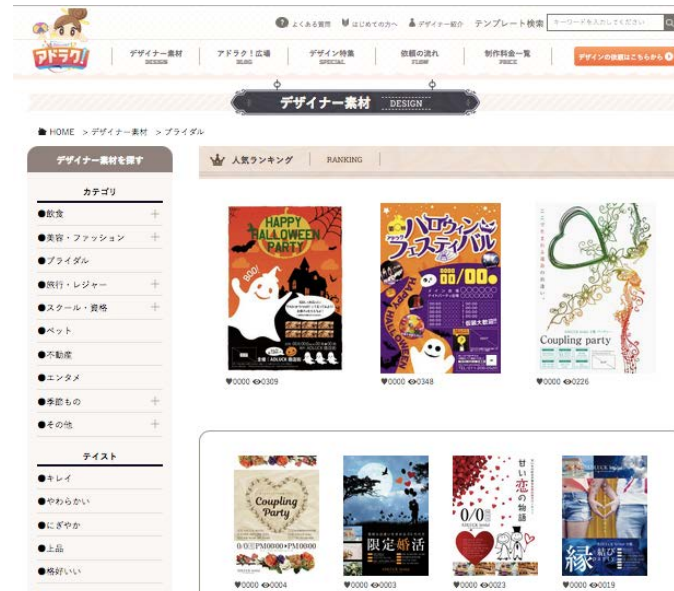 よくある質問
はじめての方へ
デザイナー紹介
テンプレート検索
キーワードを入力してください
アドラク!
デザイナー素材
DESIGN
アドラク!広場
BLOG
デザイン特集
SPECIAL
依頼の流れ
FLOW
制作料金一覧
PRICE
デザインの依頼はこちらから
デザイナー素材 DESIGN
HOME >デザイナー素材 >ブライダル
デザイナー素材を探す
カテゴリ
●飲食
●美容・ファッション
●ブライダル
●旅行・レジャー
●スクール・資格
●ペット
●不動産
●エンタメ
●季節もの
●その他
テイスト
●キレイ
●やわらかい
●にぎやか
●上品
●格好いい
人気ランキング
RANKING
HAPPY
HALLOWEEN
PARTY
BOO!
♥0000 0309
ハロウィン
フェスティバル
00/00
HAPPY HALLOWEEN
仮装大歓迎!!
♥0000 0348
Coupling party
♥0000 0226
Coupling
Party
0/0 PM00:00▶PM00:00
♥0000 0004
限定婚活
♥0000 0003
甘い恋の物語
0/0
♥0000 0023
縁結び
♥0000 0019